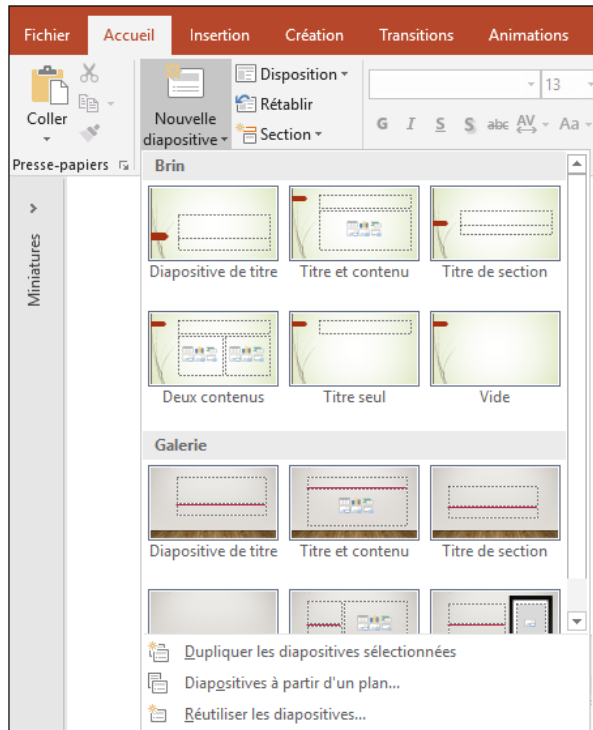 Fichier Accueil Insertion Création Transitions Animations
Coller
Presse-papiers
Nouvelle
diapositive
Disposition
Rétablir
Section
13
G I S S abc AV Aa
Miniatures
Brin
Diapositive de titre Titre et contenu Titre de section
Deux contenus Titre seul Vide
Galerie
Diapositive de titre Titre et contenu Titre de section
Dupliquer les diapositives sélectionnées
Diapositives à partir d'un plan...
Réutiliser les diapositives...